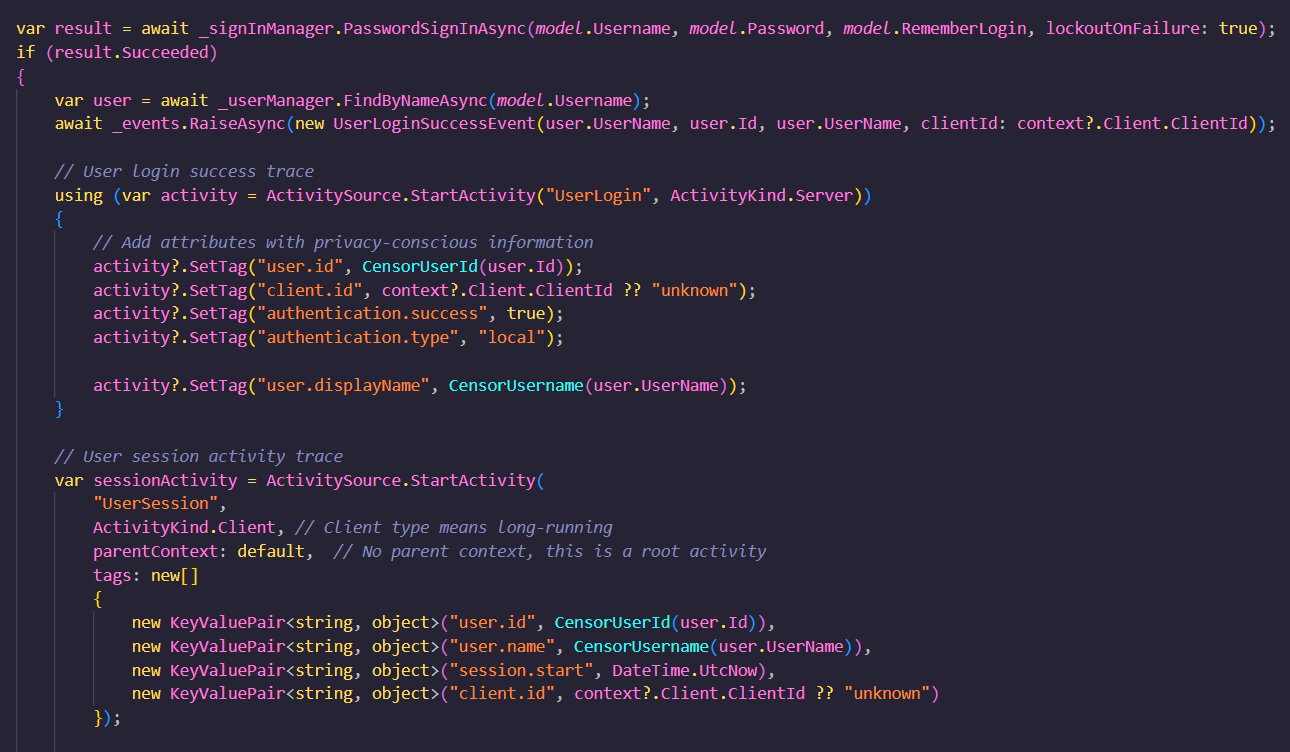 var result = await _signInManager.PasswordSignInAsync(model.Username, model.Password, model.RememberLogin, lockoutOnFailure: true);
if (result.Succeeded)
{
    var user = await _userManager.FindByNameAsync(model.Username);
    await _events.RaiseAsync(new UserLoginSuccessEvent(user.UserName, user.Id, user.UserName, clientId: context?.Client.ClientId));

    // User login success trace
    using (var activity = ActivitySource.StartActivity("UserLogin", ActivityKind.Server))
    {
        // Add attributes with privacy-conscious information
        activity?.SetTag("user.id", CensorUserId(user.Id));
        activity?.SetTag("client.id", context?.Client.ClientId ?? "unknown");
        activity?.SetTag("authentication.success", true);
        activity?.SetTag("authentication.type", "local");

        activity?.SetTag("user.displayName", CensorUsername(user.UserName));
    }

    // User session activity trace
    var sessionActivity = ActivitySource.StartActivity(
        "UserSession",
        ActivityKind.Client, // Client type means long-running
        parentContext: default,  // No parent context, this is a root activity
        tags: new[]
        {
            new KeyValuePair<string, object>("user.id", CensorUserId(user.Id)),
            new KeyValuePair<string, object>("user.name", CensorUsername(user.UserName)),
            new KeyValuePair<string, object>("session.start", DateTime.UtcNow),
            new KeyValuePair<string, object>("client.id", context?.Client.ClientId ?? "unknown")
        });